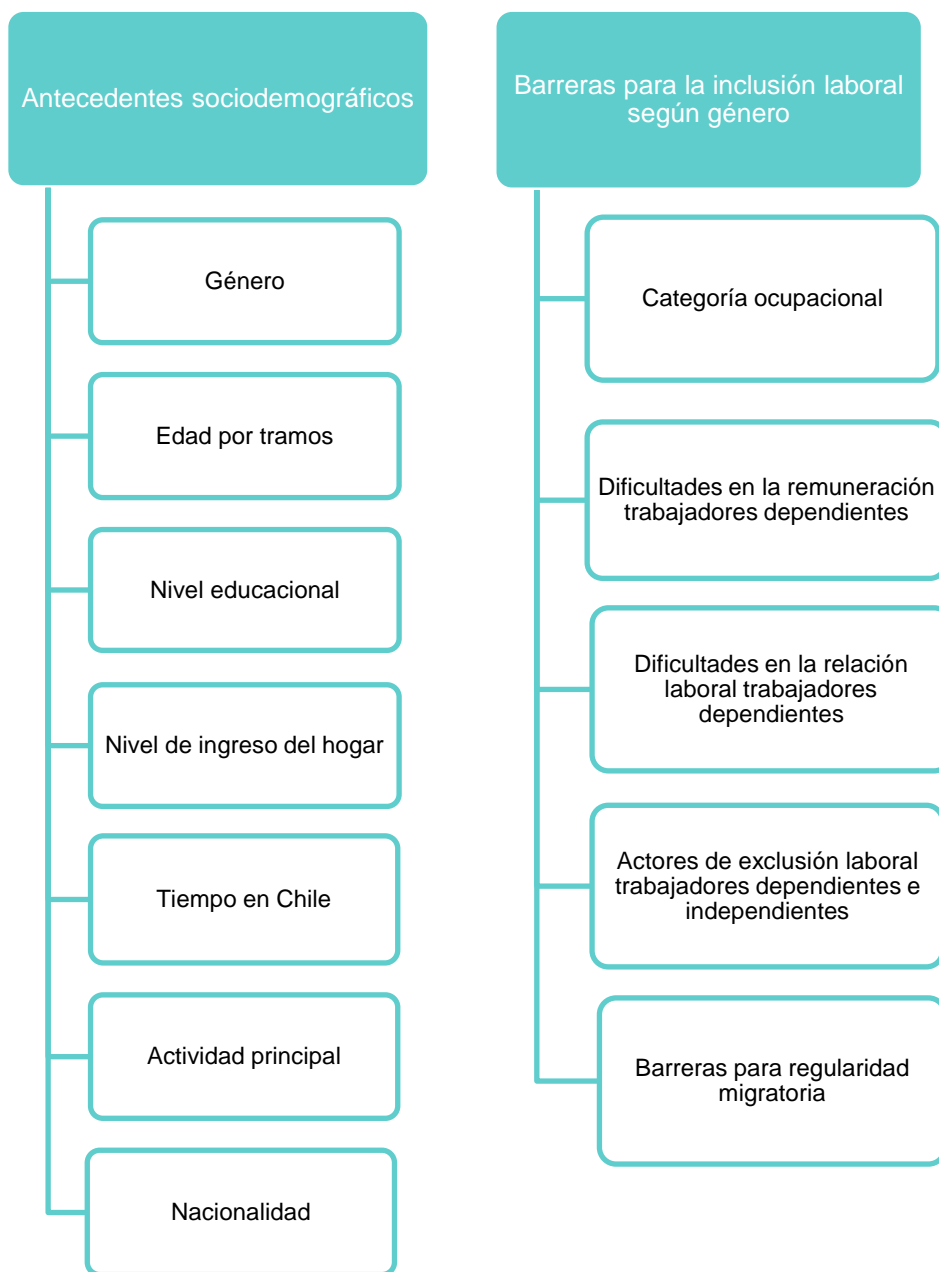 Antecedentes sociodemográficos
Género
Edad por tramos
Nivel educacional
Nivel de ingreso del hogar
Tiempo en Chile
Actividad principal
Nacionalidad
Barreras para la inclusión laboral
según género
Categoría ocupacional
Dificultades en la remuneración
trabajadores dependientes
Dificultades en la relación
laboral trabajadores
dependientes
Actores de exclusión laboral
trabajadores dependientes e
independientes
Barreras para regularidad
migratoria